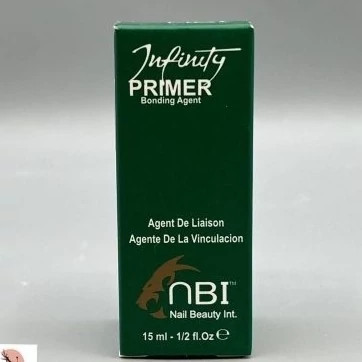 Infinity
PRIMER
Bonding Agent
Agent De Liaison
Agente De La Vinculacion
NBI™
Nail Beauty Int.
15 ml - 1/2 fl.Oz ℮